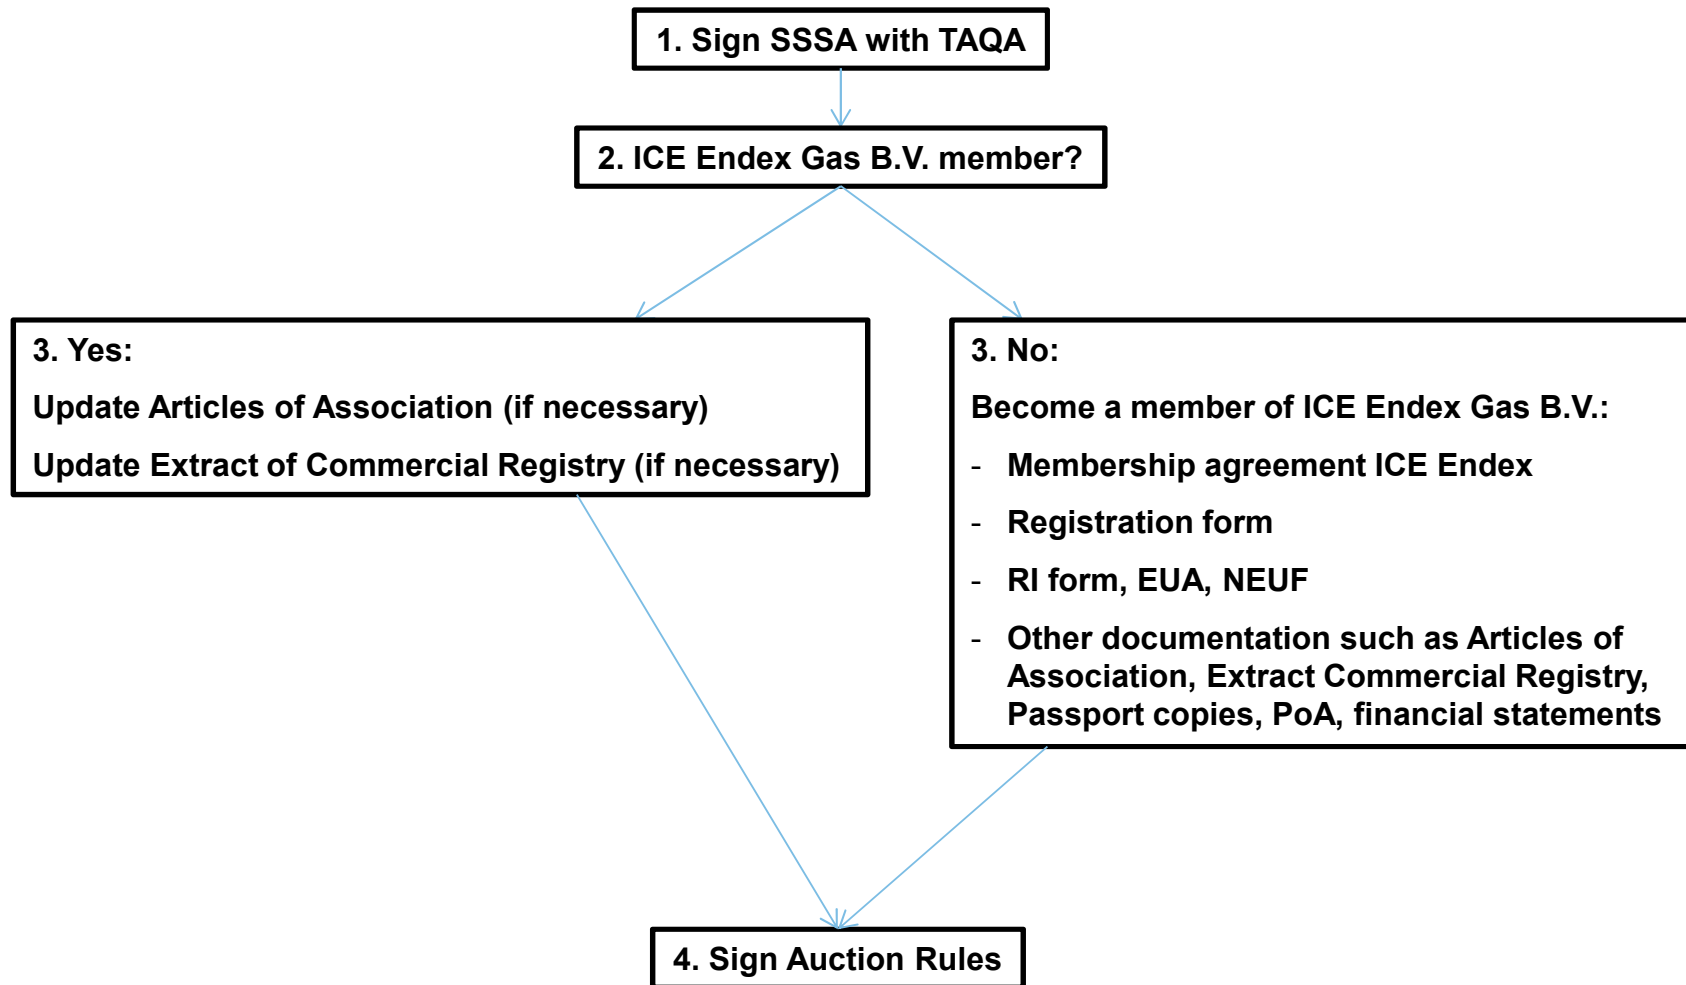 1. Sign SSSA with TAQA
2. ICE Endex Gas B.V. member?
3. Yes:
Update Articles of Association (if necessary)
Update Extract of Commercial Registry (if necessary)
3. No:
Become a member of ICE Endex Gas B.V.:
- Membership agreement ICE Endex
- Registration form
- RI form, EUA, NEUF
- Other documentation such as Articles of
Association, Extract Commercial Registry,
Passport copies, PoA, financial statements
4. Sign Auction Rules